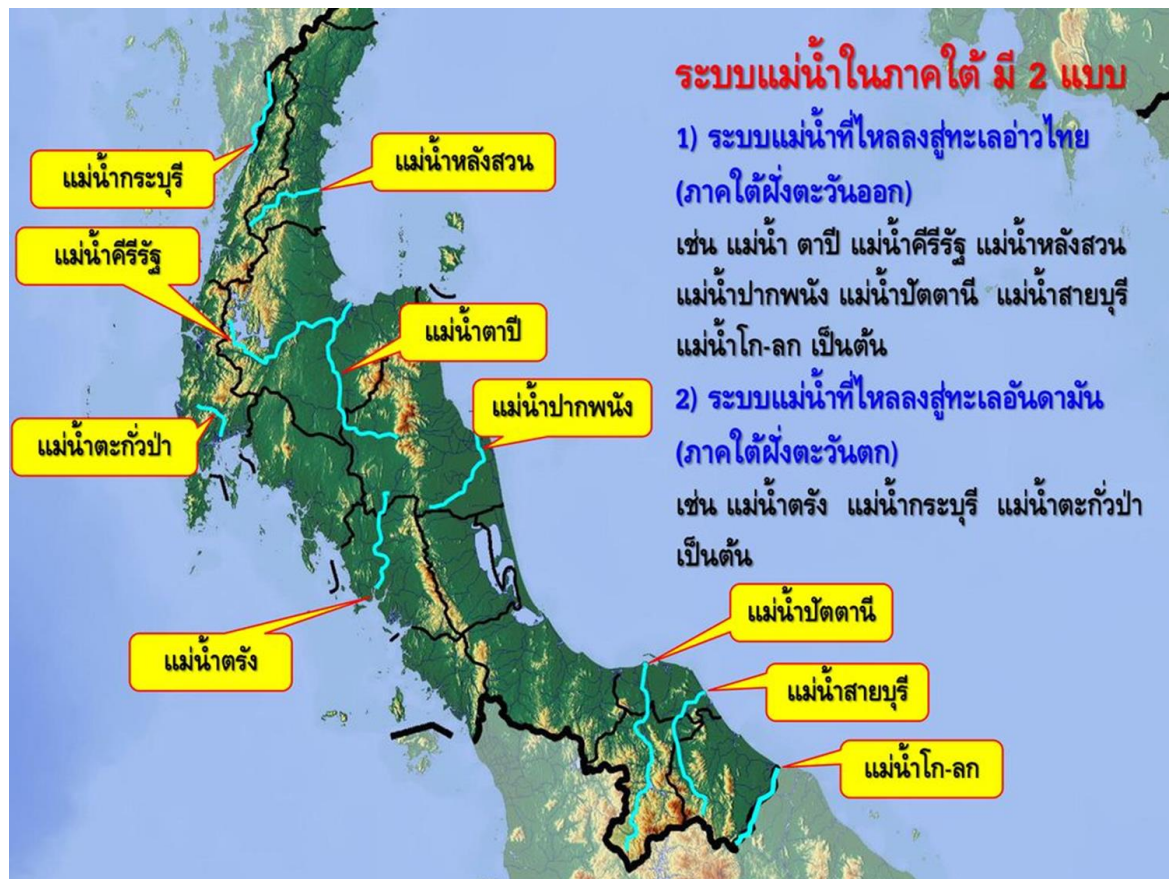 ระบบแม่น้ำในภาคใต้ มี 2 แบบ
1) ระบบแม่น้ำที่ไหลลงสู่ทะเลอ่าวไทย
(ภาคใต้ฝั่งตะวันออก)
เช่น แม่น้ำ ตาปี แม่น้ำคีรีรัฐ แม่น้ำหลังสวน
แม่น้ำปากพนัง แม่น้ำปัตตานี แม่น้ำสายบุรี
แม่น้ำโก-ลก เป็นต้น
2) ระบบแม่น้ำที่ไหลลงสู่ทะเลอันดามัน
(ภาคใต้ฝั่งตะวันตก)
เช่น แม่น้ำตรัง แม่น้ำกระบุรี แม่น้ำตะกั่วป่า
เป็นต้น
แม่น้ำกระบุรี
แม่น้ำหลังสวน
แม่น้ำคีรีรัฐ
แม่น้ำตาปี
แม่น้ำปากพนัง
แม่น้ำตะกั่วป่า
แม่น้ำตรัง
แม่น้ำปัตตานี
แม่น้ำสายบุรี
แม่น้ำโก-ลก